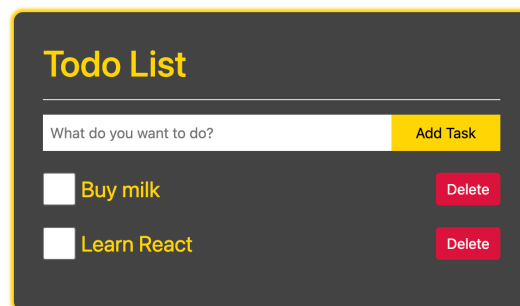 Todo List
What do you want to do? Add Task
Buy milk Delete
Learn React Delete